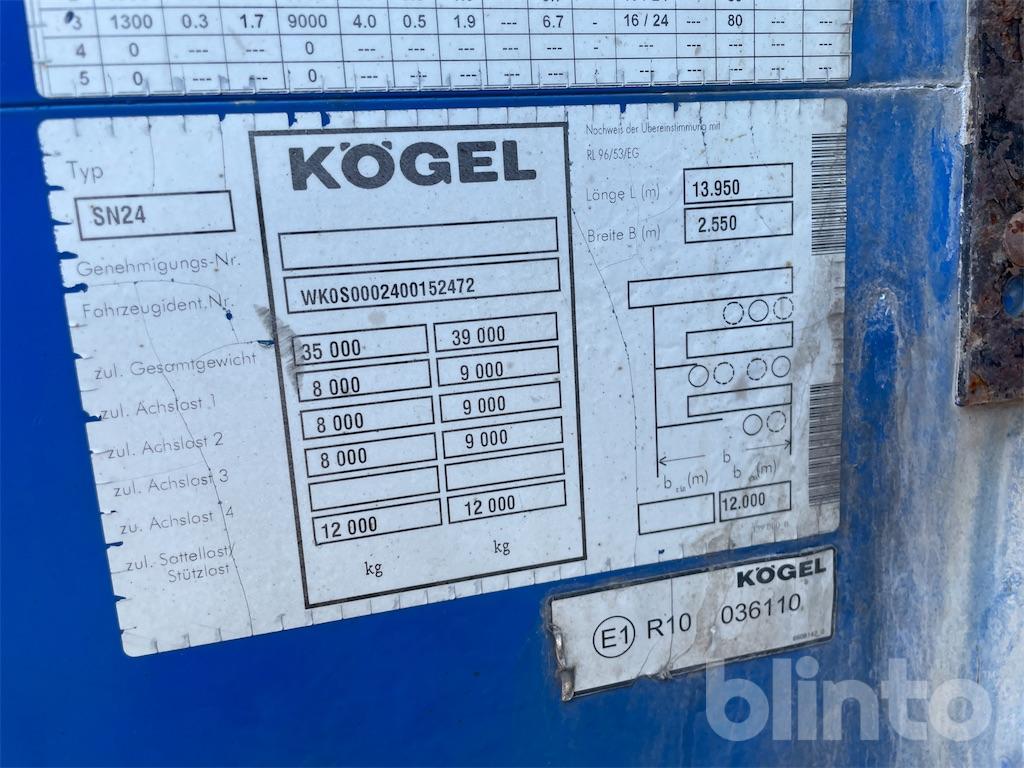 3 1300 0.3 1.7 9000 4.0 0.5 1.9 --- 6.7 - 16 / 24 --- 80 ---
4 0 --- --- 0 --- --- --- --- --- - --- --- --- ---
5 0 --- --- 0 --- --- --- --- --- - --- --- --- ---
KÖGEL
Typ
SN24
Genehmigungs-Nr.
Fahrzeugident.Nr.
WK0S0002400152472
zul. Gesamtgewicht 35 000 39 000
zul. Achslast 1 8 000 9 000
zul. Achslast 2 8 000 9 000
zul. Achslast 3 8 000 9 000
zu. Achslast 4
zul. Sattellast/
Stützlast 12 000 12 000
kg kg
Nachweis der Übereinstimmung mit
RL 96/53/EG
Länge L (m) 13.950
Breite B (m) 2.550
b
b (m) b (m)
12.000
KÖGEL
E1 R10 036110
blinto